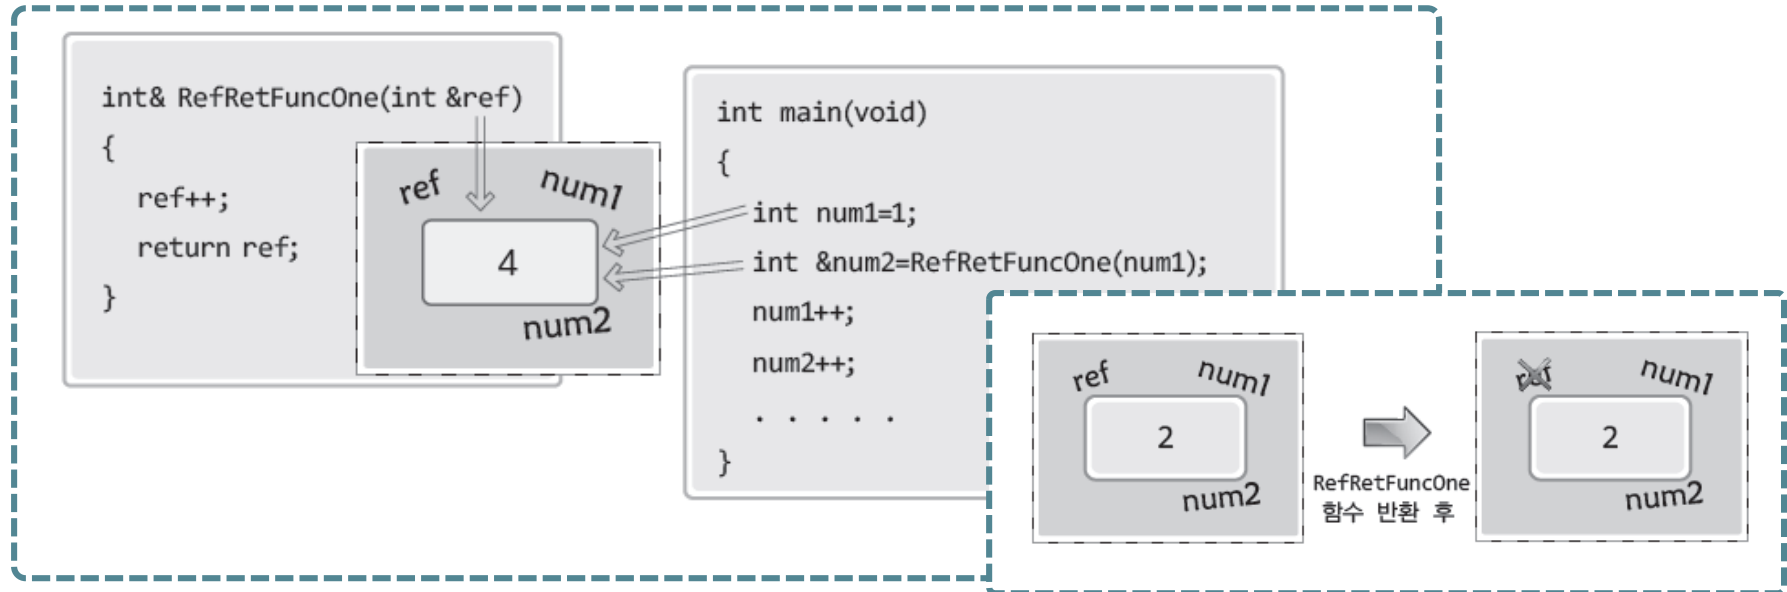 int& RefRetFuncOne(int &ref)
{
ref++;
return ref;
}
ref
num1
4
num2
int main(void)
{
int num1=1;
int &num2=RefRetFuncOne(num1);
num1++;
num2++;
. . . . .
}
ref
num1
2
num2
RefRetFuncOne
함수 반환 후
ref
num1
2
num2